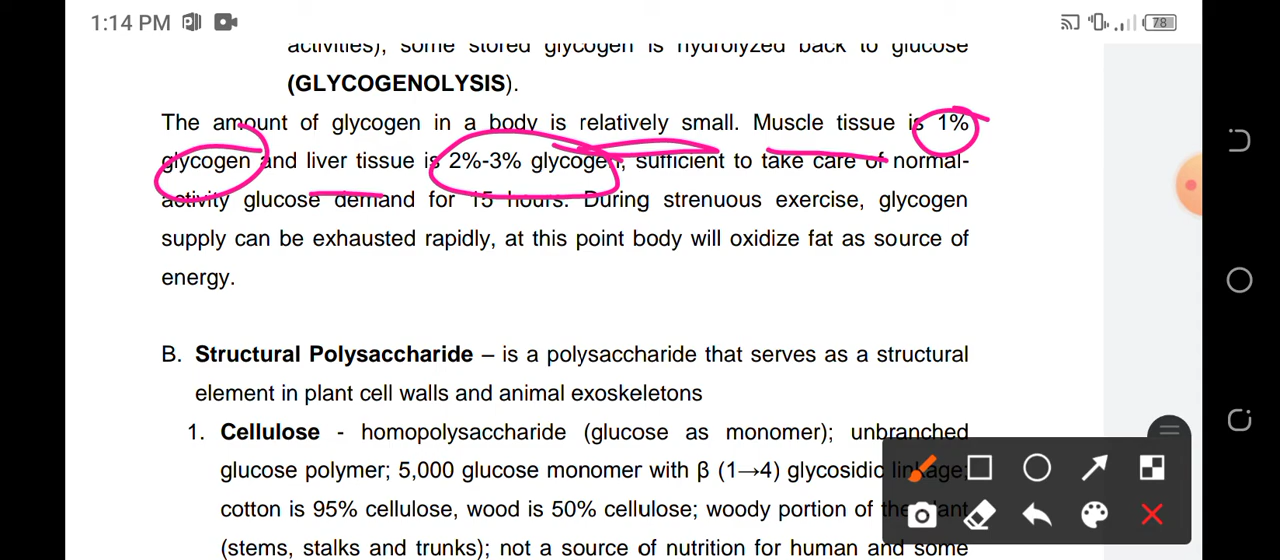 1:14 PM 78
activities), some stored glycogen is hydrolyzed back to glucose
(GLYCOGENOLYSIS).
The amount of glycogen in a body is relatively small. Muscle tissue is 1%
glycogen and liver tissue is 2%-3% glycogen, sufficient to take care of normal-
activity glucose demand for 15 hours. During strenuous exercise, glycogen
supply can be exhausted rapidly, at this point body will oxidize fat as source of
energy.
B. Structural Polysaccharide – is a polysaccharide that serves as a structural
element in plant cell walls and animal exoskeletons
1. Cellulose - homopolysaccharide (glucose as monomer); unbranched
glucose polymer; 5,000 glucose monomer with β (1→4) glycosidic linkage;
cotton is 95% cellulose, wood is 50% cellulose; woody portion of the plant
(stems, stalks and trunks); not a source of nutrition for human and some